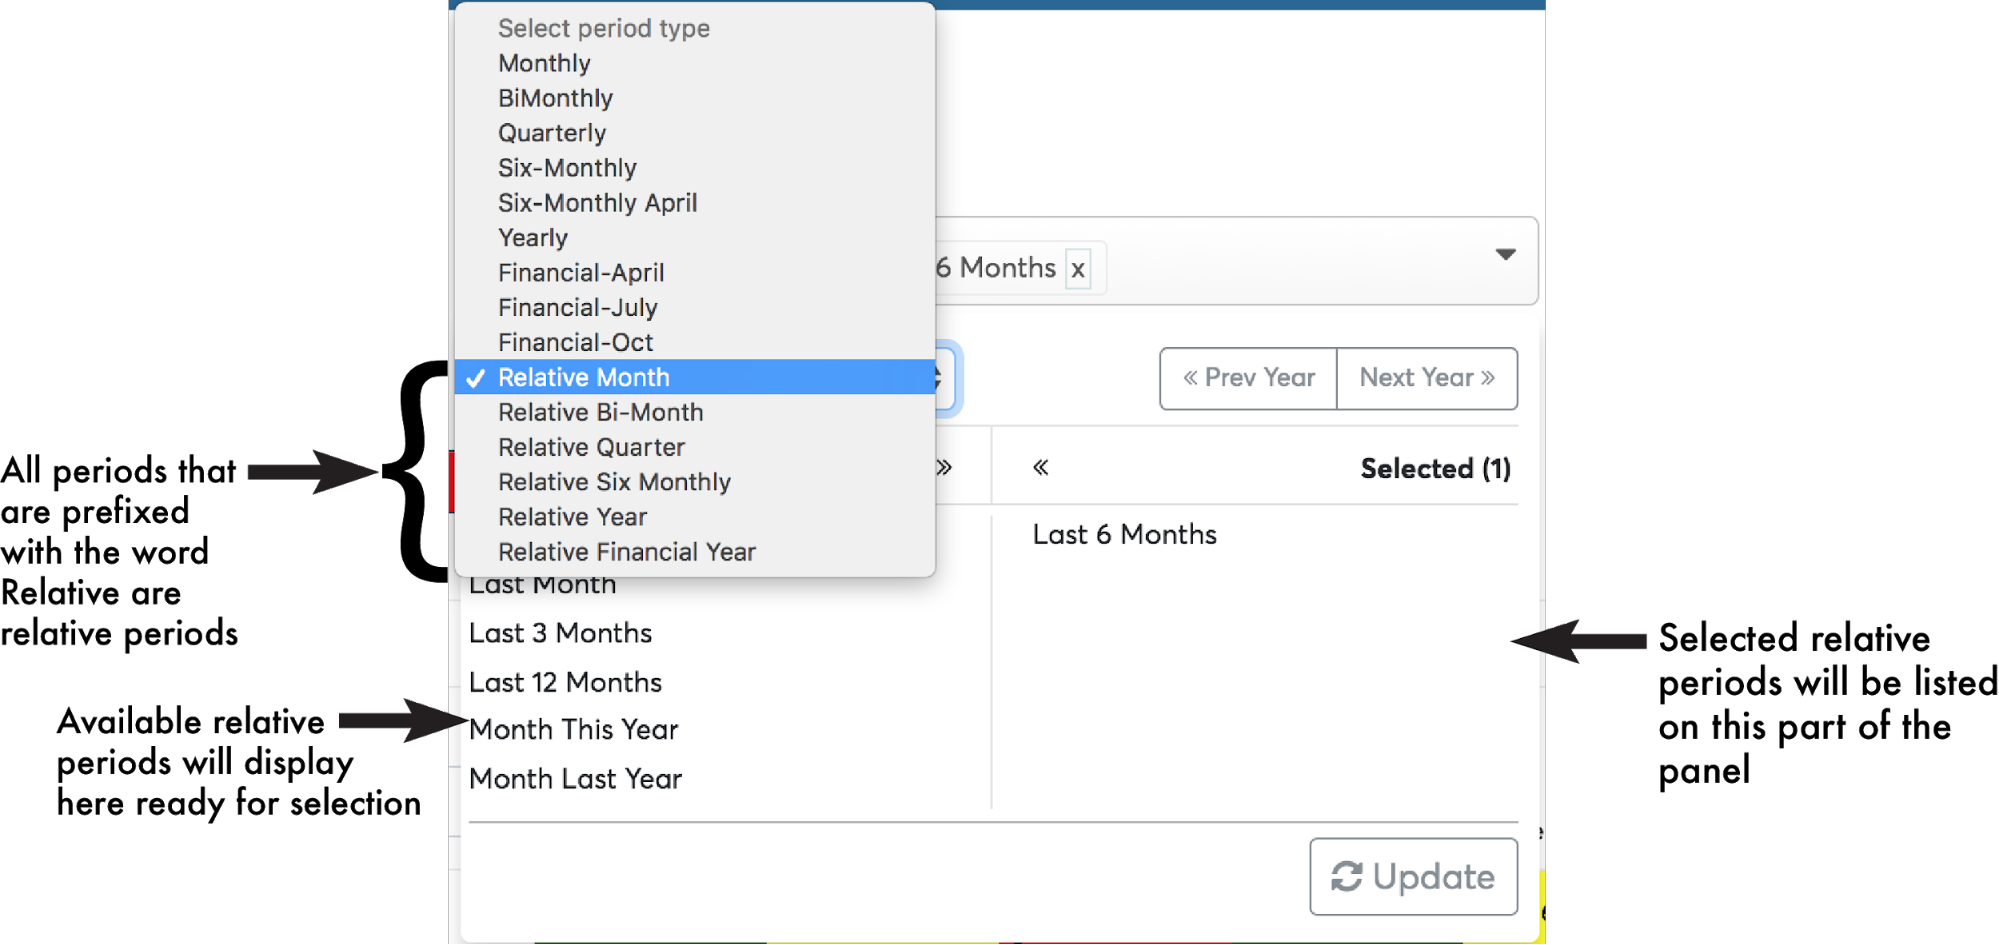 Select period type
Monthly
BiMonthly
Quarterly
Six-Monthly
Six-Monthly April
Yearly
Financial-April
Financial-July
Financial-Oct
✓ Relative Month
Relative Bi-Month
Relative Quarter
Relative Six Monthly
Relative Year
Relative Financial Year
6 Months x
« Prev Year
Next Year »
»
«
Selected (1)
Last 6 Months
Last Month
Last 3 Months
Last 12 Months
Month This Year
Month Last Year
Update
All periods that
are prefixed
with the word
Relative are
relative periods
Available relative
periods will display
here ready for selection
Selected relative
periods will be listed
on this part of the
panel